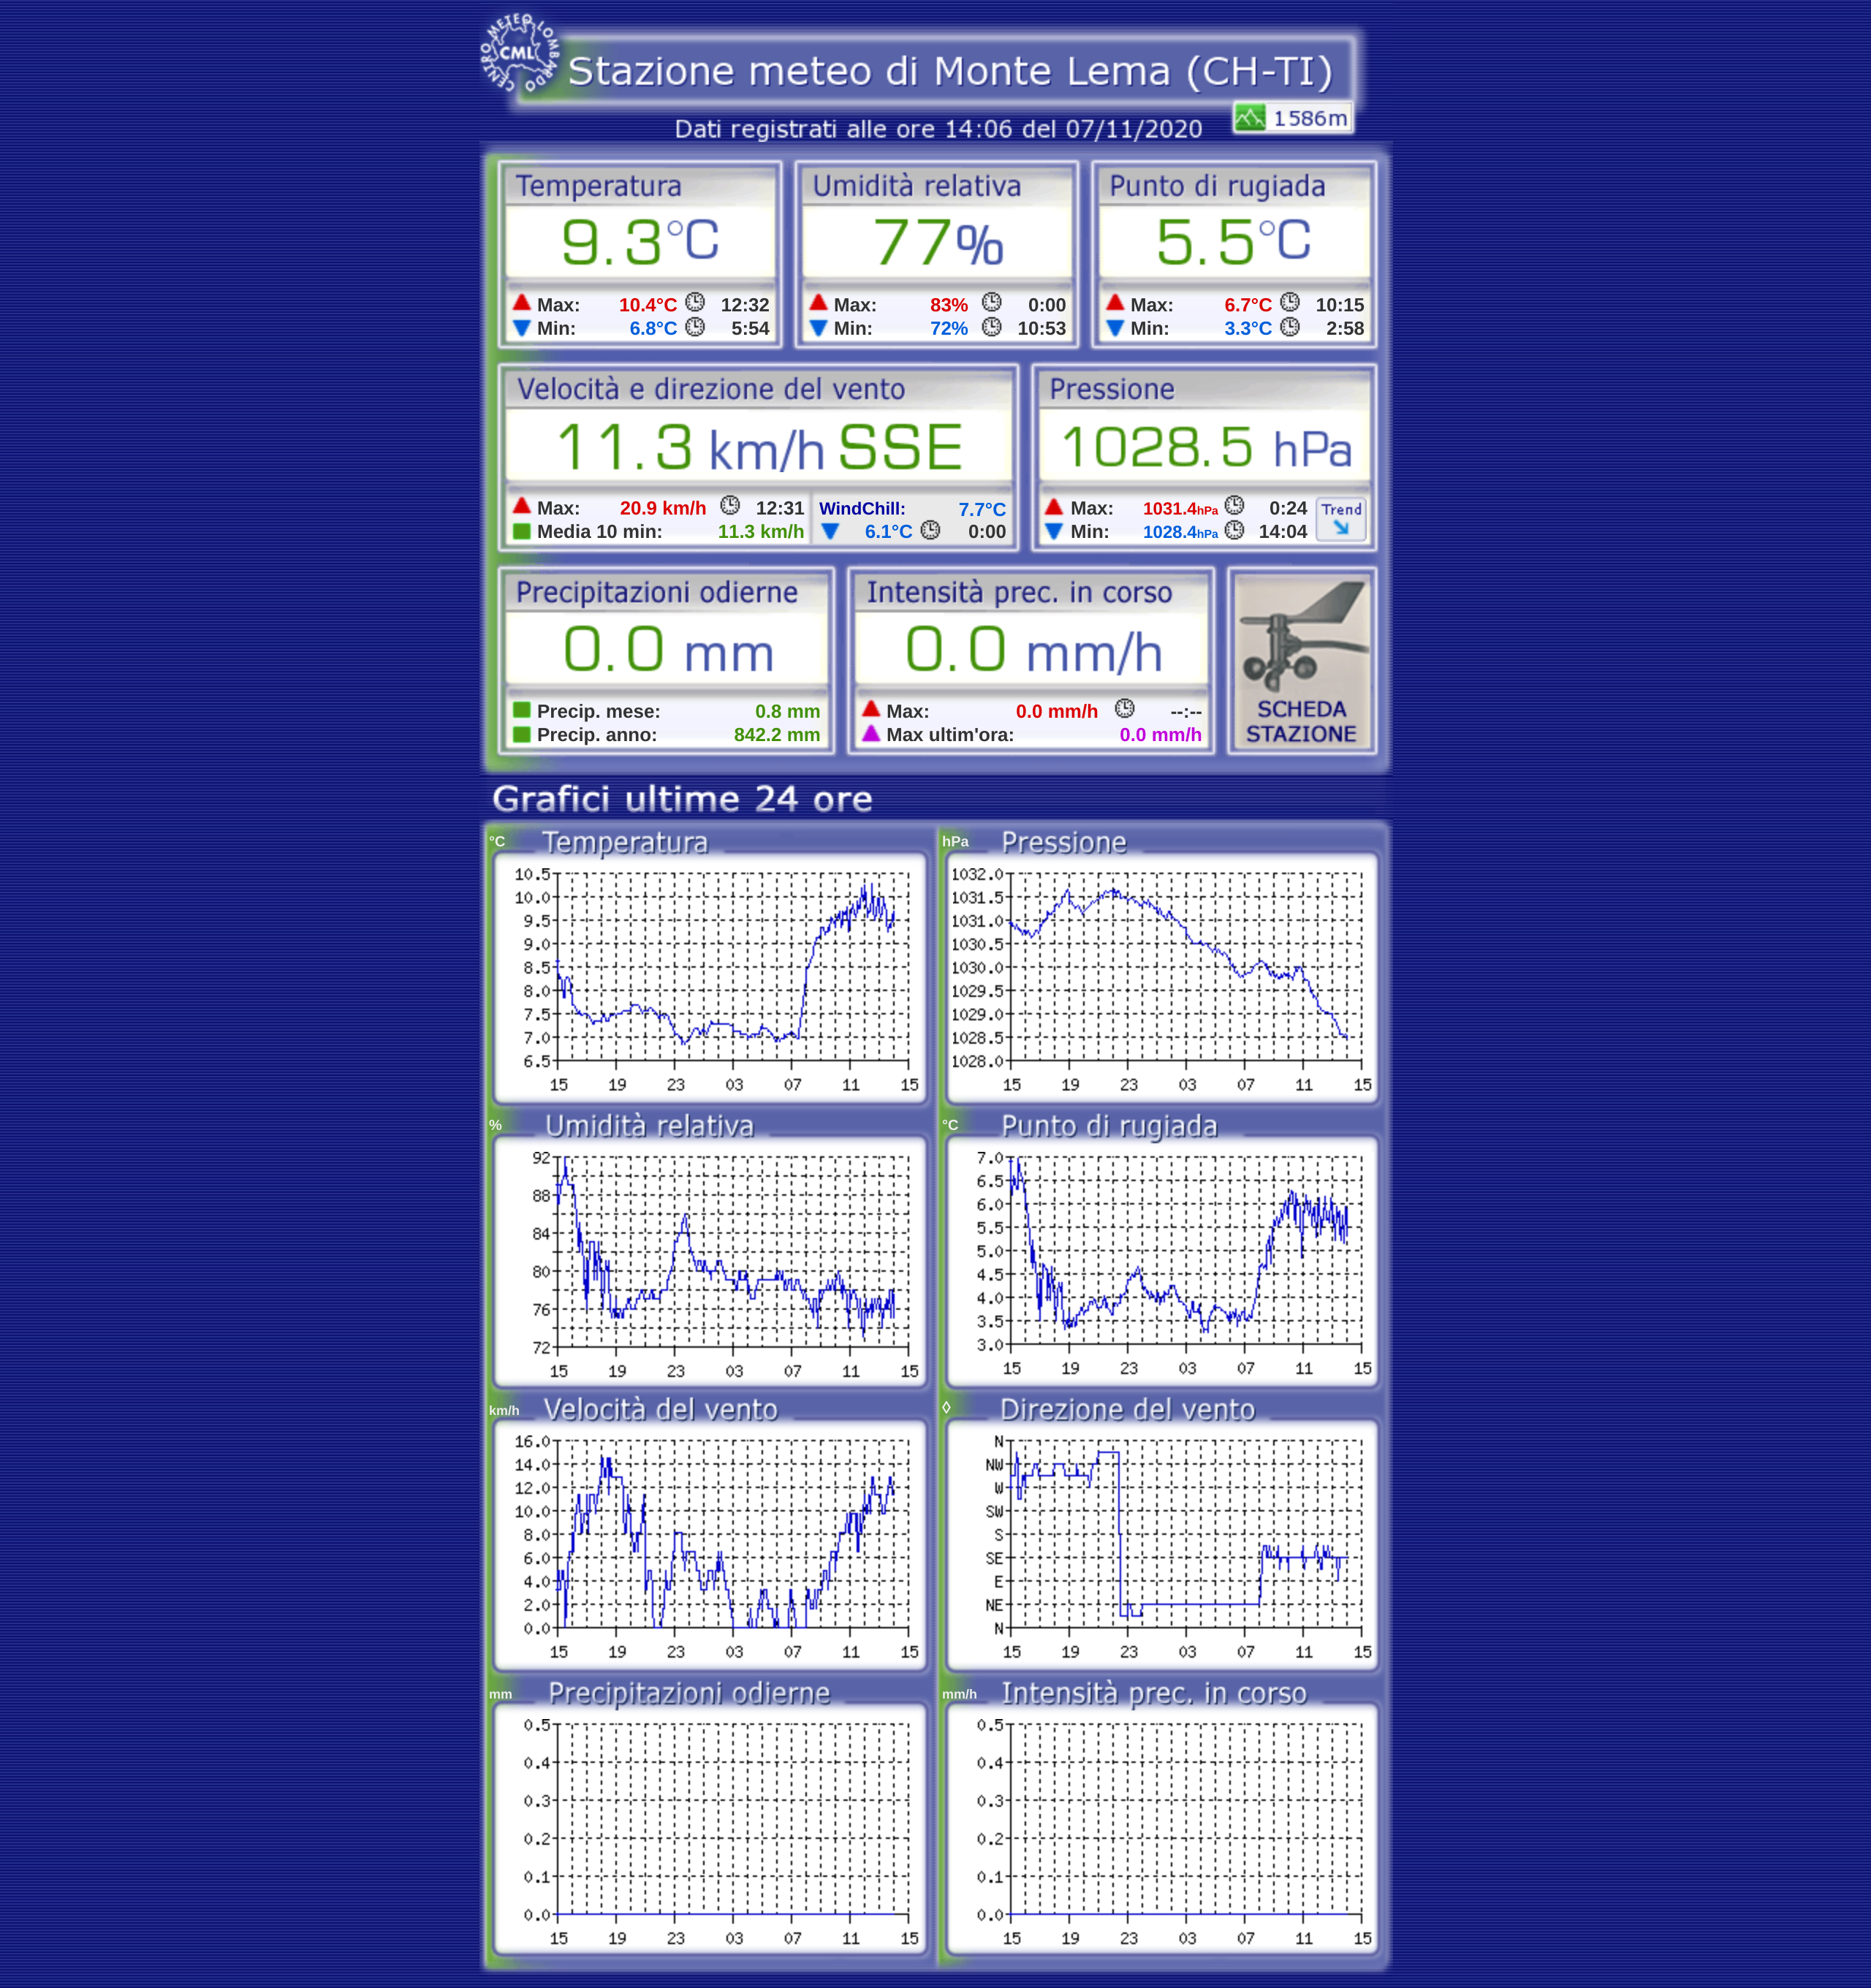 CENTRO METEO LOMBARDO
CML
Stazione meteo di Monte Lema (CH-TI)
1586m
Dati registrati alle ore 14:06 del 07/11/2020
Temperatura
9.3°C
Max: 10.4°C 12:32
Min: 6.8°C 5:54
Umidità relativa
77%
Max: 83% 0:00
Min: 72% 10:53
Punto di rugiada
5.5°C
Max: 6.7°C 10:15
Min: 3.3°C 2:58
Velocità e direzione del vento
11.3 km/h SSE
Max: 20.9 km/h 12:31
Media 10 min: 11.3 km/h
WindChill: 7.7°C
6.1°C 0:00
Pressione
1028.5 hPa
Max: 1031.4hPa 0:24
Min: 1028.4hPa 14:04
Trend
Precipitazioni odierne
0.0 mm
Precip. mese: 0.8 mm
Precip. anno: 842.2 mm
Intensità prec. in corso
0.0 mm/h
Max: 0.0 mm/h --:--
Max ultim'ora: 0.0 mm/h
SCHEDA
STAZIONE
Grafici ultime 24 ore
°C Temperatura
10.5
10.0
9.5
9.0
8.5
8.0
7.5
7.0
6.5
15 19 23 03 07 11 15
hPa Pressione
1032.0
1031.5
1031.0
1030.5
1030.0
1029.5
1029.0
1028.5
1028.0
15 19 23 03 07 11 15
% Umidità relativa
92
88
84
80
76
72
15 19 23 03 07 11 15
°C Punto di rugiada
7.0
6.5
6.0
5.5
5.0
4.5
4.0
3.5
3.0
15 19 23 03 07 11 15
km/h Velocità del vento
16.0
14.0
12.0
10.0
8.0
6.0
4.0
2.0
0.0
15 19 23 03 07 11 15
◊ Direzione del vento
N
NW
W
SW
S
SE
E
NE
N
15 19 23 03 07 11 15
mm Precipitazioni odierne
0.5
0.4
0.3
0.2
0.1
0.0
15 19 23 03 07 11 15
mm/h Intensità prec. in corso
0.5
0.4
0.3
0.2
0.1
0.0
15 19 23 03 07 11 15